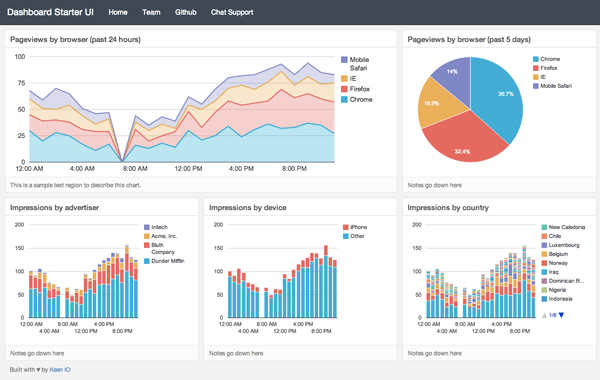 Dashboard Starter UI Home Team Github Chat Support
Pageviews by browser (past 24 hours)
100
75
50
25
0
12:00 AM 4:00 AM 8:00 AM 12:00 PM 4:00 PM 8:00 PM
Mobile
Safari
IE
Firefox
Chrome
This is a sample text region to describe this chart.
Pageviews by browser (past 5 days)
14%
36.7%
16.9%
32.4%
Chrome
Firefox
IE
Mobile Safari
Notes go down here
Impressions by advertiser
200
150
100
50
0
12:00 AM 8:00 AM 4:00 PM
4:00 AM 12:00 PM 8:00 PM
Initech
Acme, Inc.
Bluth
Company
Dunder Mifflin
Notes go down here
Impressions by device
200
150
100
50
0
12:00 AM 8:00 AM 4:00 PM
4:00 AM 12:00 PM 8:00 PM
iPhone
Other
Notes go down here
Impressions by country
200
150
100
50
0
12:00 AM 8:00 AM 4:00 PM
4:00 AM 12:00 PM 8:00 PM
New Caledonia
Chile
Luxembourg
Belgium
Norway
Iraq
Dominican R...
Nigeria
Indonesia
▲ 1/6 ▼
Notes go down here
Built with ♥ by Keen IO